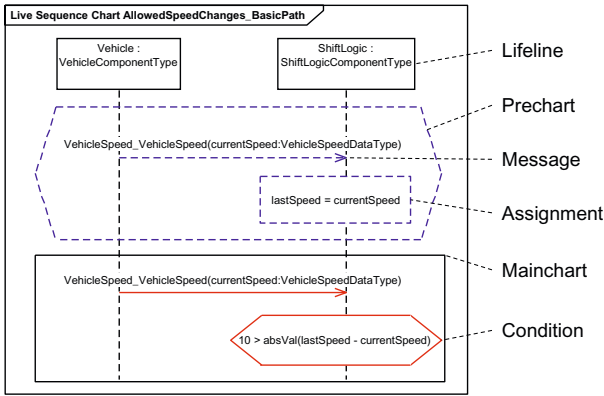 Live Sequence Chart AllowedSpeedChanges_BasicPath
Vehicle :
VehicleComponentType
ShiftLogic :
ShiftLogicComponentType
Lifeline
Prechart
VehicleSpeed_VehicleSpeed(currentSpeed:VehicleSpeedDataType)
Message
lastSpeed = currentSpeed
Assignment
Mainchart
VehicleSpeed_VehicleSpeed(currentSpeed:VehicleSpeedDataType)
10 > absVal(lastSpeed - currentSpeed)
Condition